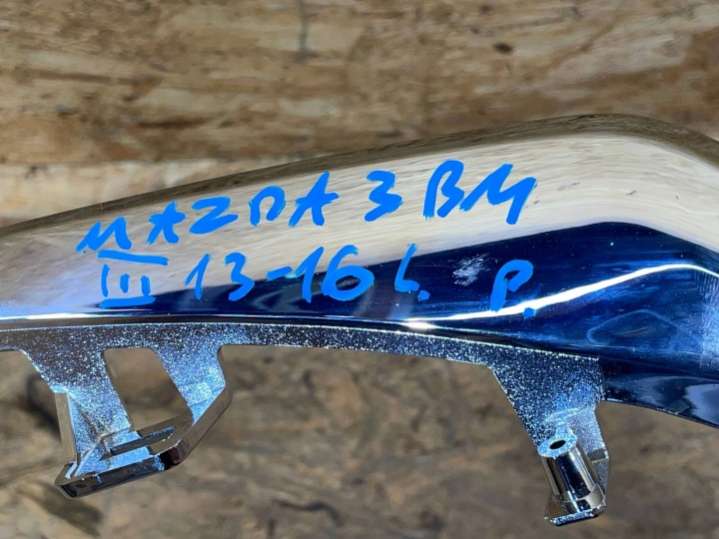 MAZDA 3 BM
III 13-16 L. P.